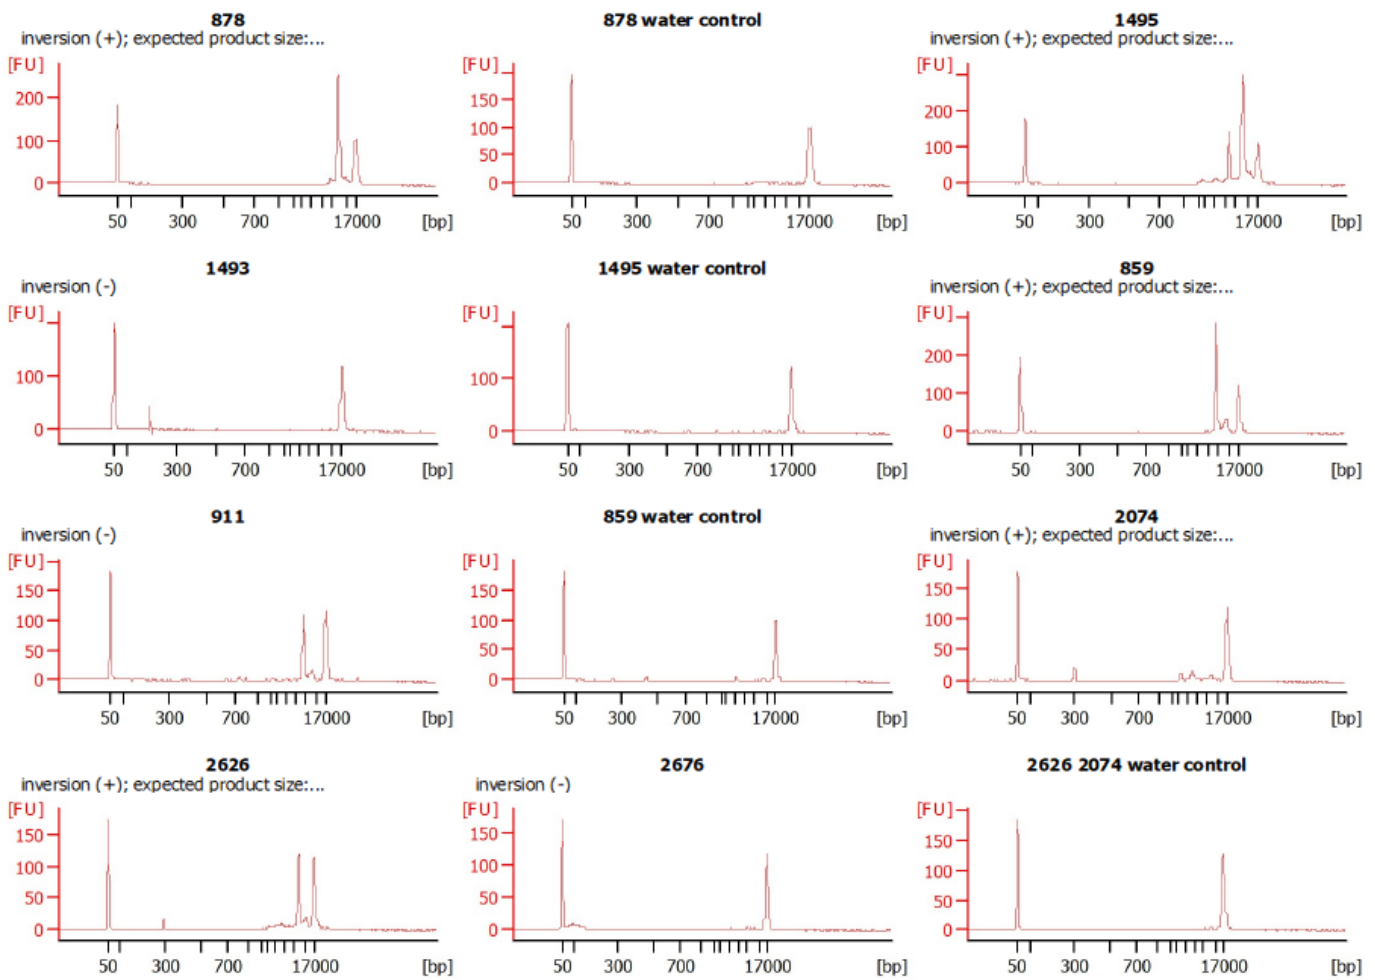 878
inversion (+); expected product size:...
[FU]
200
100
0
50 300 700 17000 [bp]
878 water control
[FU]
150
100
50
0
50 300 700 17000 [bp]
1495
inversion (+); expected product size:...
[FU]
200
100
0
50 300 700 17000 [bp]
1493
inversion (-)
[FU]
100
0
50 300 700 17000 [bp]
1495 water control
[FU]
100
0
50 300 700 17000 [bp]
859
inversion (+); expected product size:...
[FU]
200
100
0
50 300 700 17000 [bp]
911
inversion (-)
[FU]
150
100
50
0
50 300 700 17000 [bp]
859 water control
[FU]
150
100
50
0
50 300 700 17000 [bp]
2074
inversion (+); expected product size:...
[FU]
150
100
50
0
50 300 700 17000 [bp]
2626
inversion (+); expected product size:...
[FU]
150
100
50
0
50 300 700 17000 [bp]
2676
inversion (-)
[FU]
150
100
50
0
50 300 700 17000 [bp]
2626 2074 water control
[FU]
150
100
50
0
50 300 700 17000 [bp]